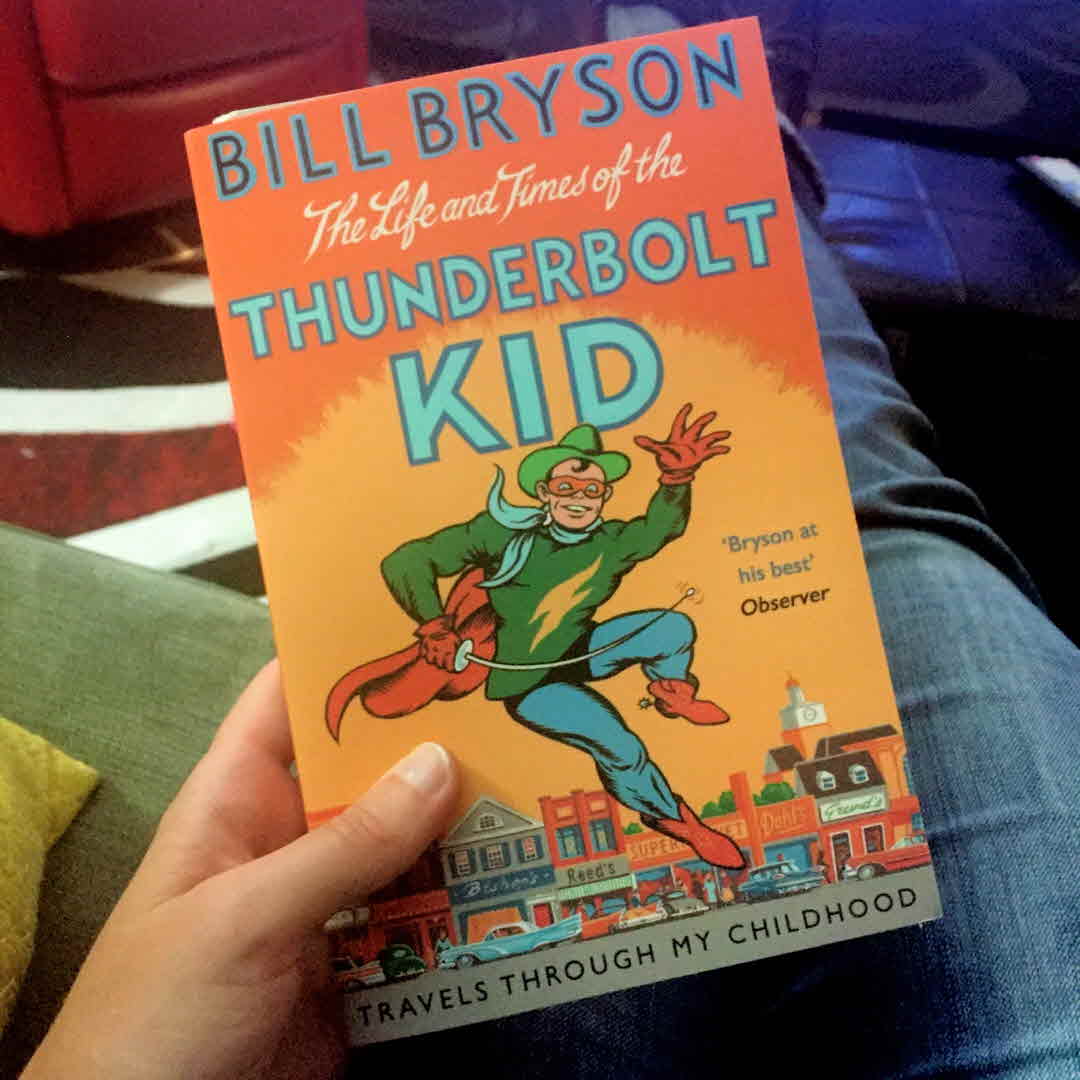 BILL BRYSON
The Life and Times of the
THUNDERBOLT
KID
'Bryson at
his best'
Observer
Dahl's
Reed's
TRAVELS THROUGH MY CHILDHOOD